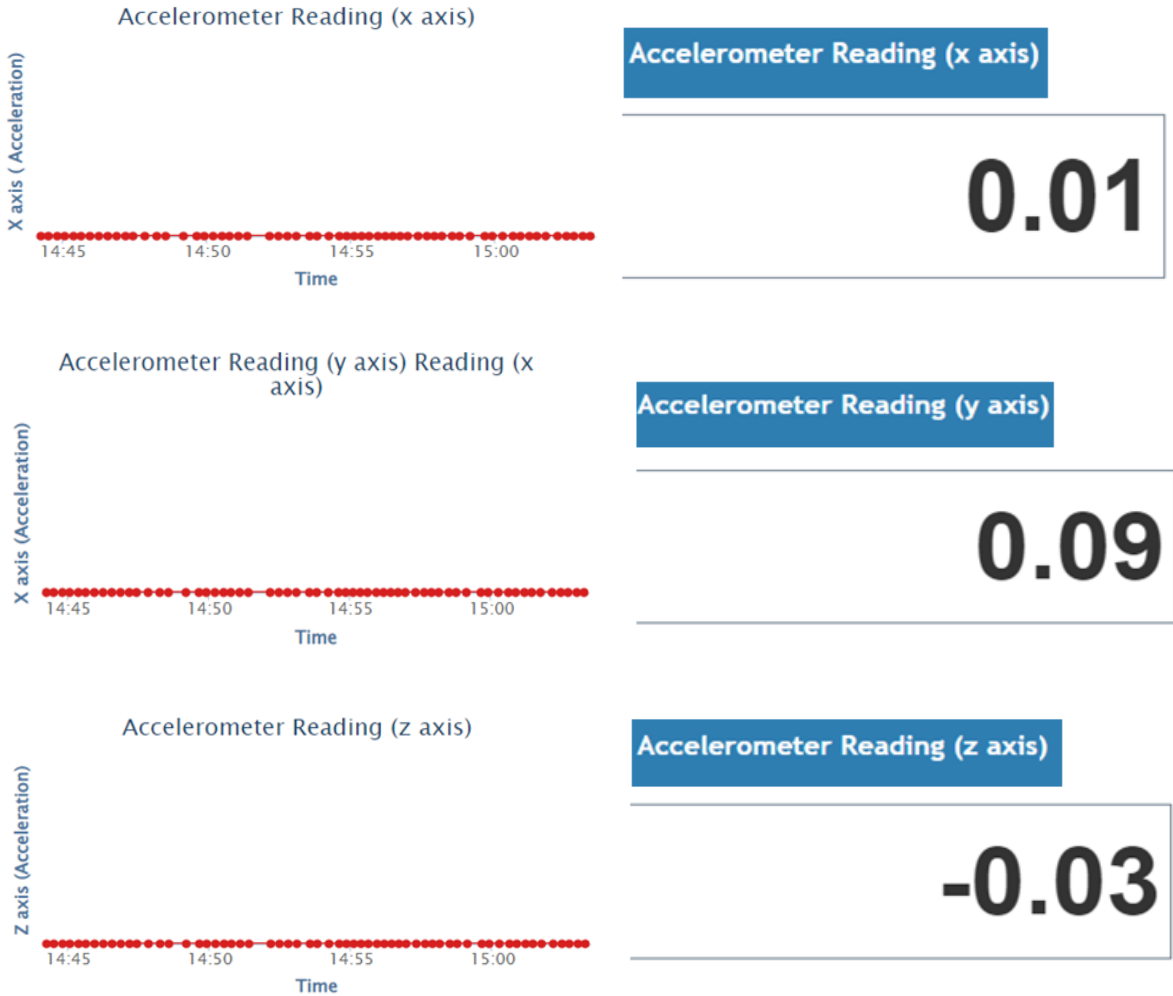 Accelerometer Reading (x axis)
X axis ( Acceleration)
14:45 14:50 14:55 15:00
Time
Accelerometer Reading (x axis)
0.01
Accelerometer Reading (y axis) Reading (x
axis)
X axis (Acceleration)
14:45 14:50 14:55 15:00
Time
Accelerometer Reading (y axis)
0.09
Accelerometer Reading (z axis)
Z axis (Acceleration)
14:45 14:50 14:55 15:00
Time
Accelerometer Reading (z axis)
-0.03